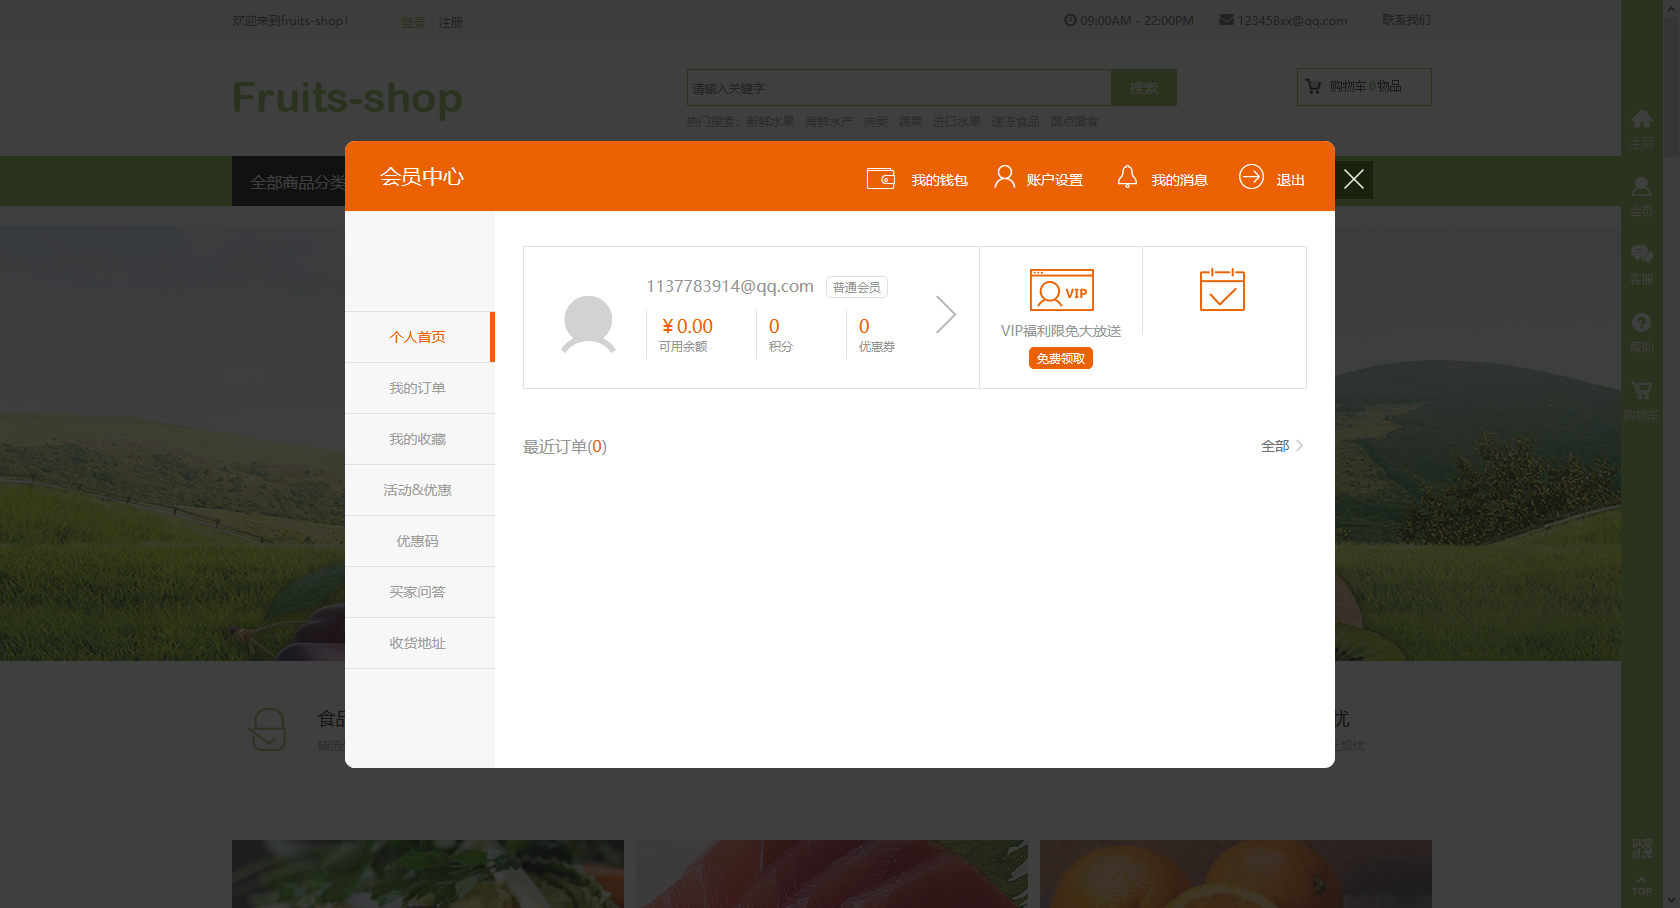 欢迎来到fruits-shop!
登录 | 注册
09:00AM - 22:00PM
123458xx@qq.com
联系我们
Fruits-shop
请输入关键字
搜索
购物车 0 物品
热门搜索: 新鲜水果 海鲜水产 肉类 蔬菜 进口水果 速冻食品 面点面食
全部商品分类
会员中心
我的钱包
账户设置
我的消息
退出
个人首页
我的订单
我的收藏
活动&优惠
优惠码
买家问答
收货地址
1137783914@qq.com
普通会员
¥0.00
可用余额
0
积分
0
优惠券
VIP
VIP福利限免大放送
免费领取
最近订单(0)
全部
主页
会员
客服
帮助
购物车
TOP
食品
精选
优
烦忧